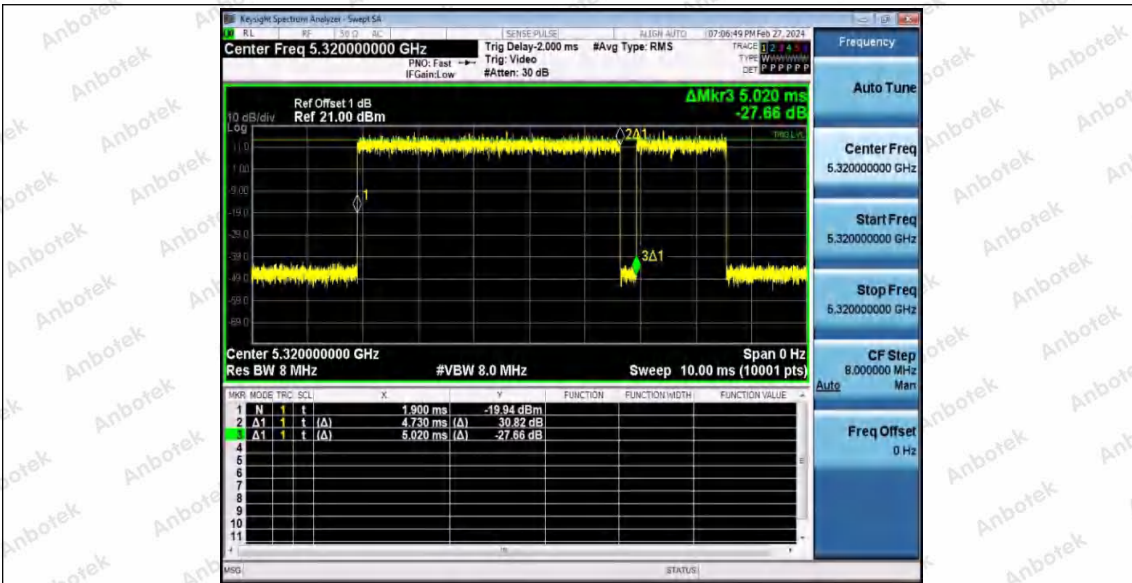 Keysight Spectrum Analyzer - Swept SA
RL RF 50 Ω AC SENSE:PULSE ALIGN AUTO 07:06:49 PM Feb 27, 2024
Center Freq 5.320000000 GHz
PNO: Fast
IFGain:Low
Trig Delay-2.000 ms
Trig: Video
#Atten: 30 dB
#Avg Type: RMS
TRACE 1 2 3 4 5 6
TYPE WWWWWW
DET P P P P P P
Frequency
Auto Tune
Center Freq
5.320000000 GHz
Start Freq
5.320000000 GHz
Stop Freq
5.320000000 GHz
CF Step
8.000000 MHz
Auto Man
Freq Offset
0 Hz
ΔMkr3 5.020 ms
-27.66 dB
Ref Offset 1 dB
10 dB/div Ref 21.00 dBm
Log
11.0
1.00
-9.00
-19.0
-29.0
-39.0
-49.0
-59.0
-69.0
1
2Δ1
3Δ1
TRIG LVL
Center 5.320000000 GHz Span 0 Hz
Res BW 8 MHz #VBW 8.0 MHz Sweep 10.00 ms (10001 pts)
MKR MODE TRC SCL X Y FUNCTION FUNCTION WIDTH FUNCTION VALUE
1 N 1 t 1.900 ms -19.94 dBm
2 Δ1 1 t (Δ) 4.730 ms (Δ) 30.82 dB
3 Δ1 1 t (Δ) 5.020 ms (Δ) -27.66 dB
4
5
6
7
8
9
10
11
MSG STATUS
Anbotek